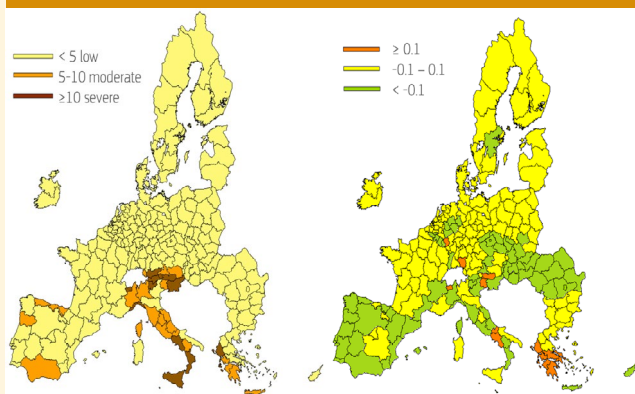 < 5 low
5-10 moderate
≥10 severe
≥ 0.1
-0.1 – 0.1
< -0.1